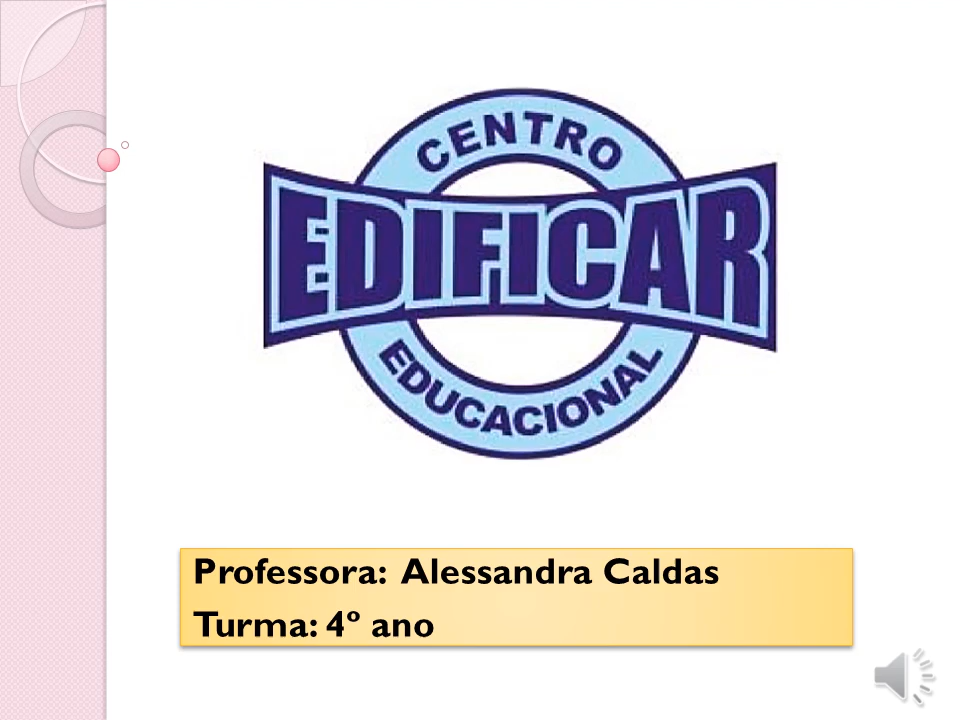 CENTRO
EDIFICAR
EDUCACIONAL
Professora: Alessandra Caldas
Turma: 4º ano